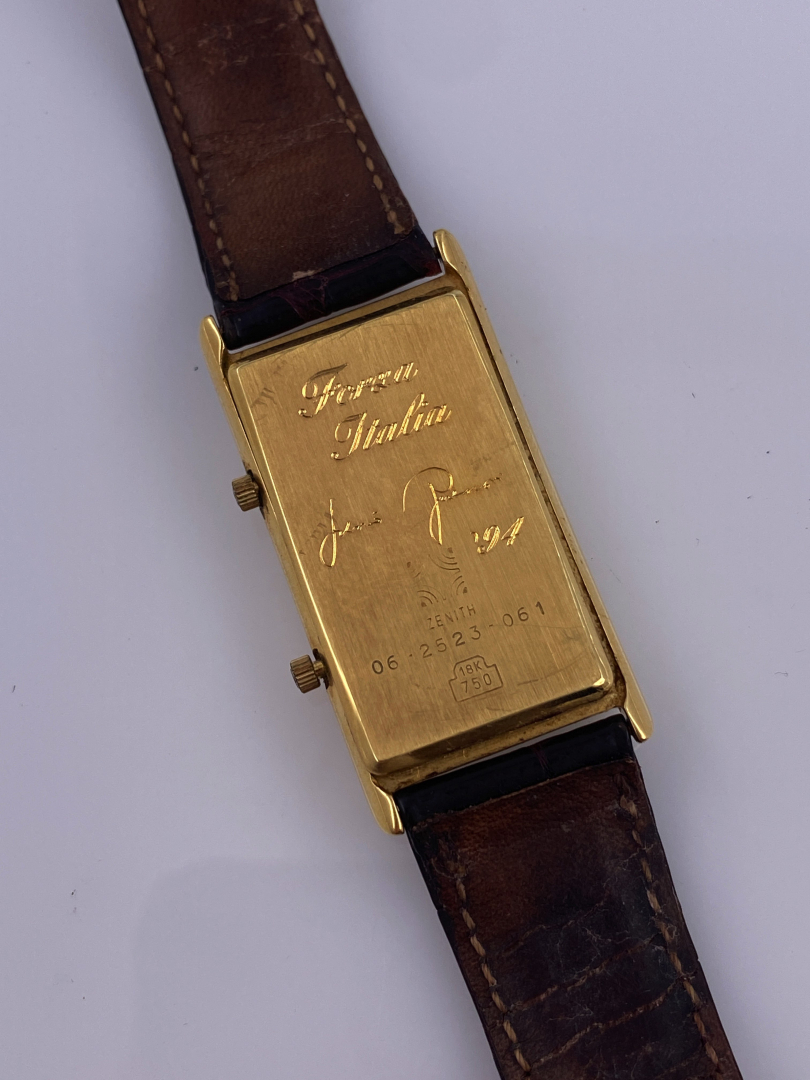 Forza
Italia
'94
ZENITH
06-2523-061
18K
750